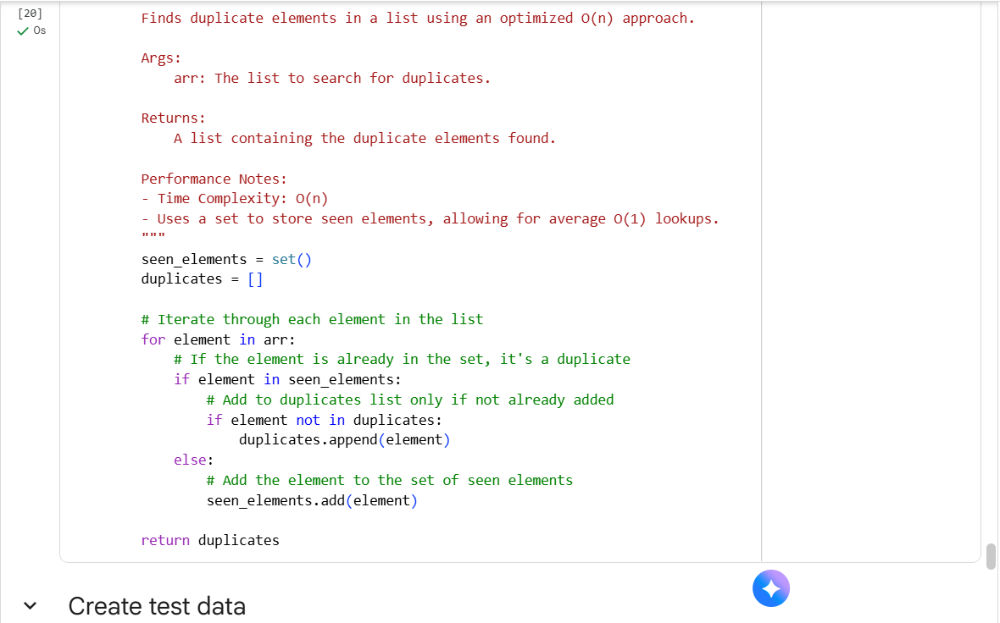 [20]
Finds duplicate elements in a list using an optimized O(n) approach.
0s
Args:
arr: The list to search for duplicates.
Returns:
A list containing the duplicate elements found.
Performance Notes:
- Time Complexity: O(n)
- Uses a set to store seen elements, allowing for average O(1) lookups.
"""
seen_elements = set()
duplicates = []
# Iterate through each element in the list
for element in arr:
# If the element is already in the set, it's a duplicate
if element in seen_elements:
# Add to duplicates list only if not already added
if element not in duplicates:
duplicates.append(element)
else:
# Add the element to the set of seen elements
seen_elements.add(element)
return duplicates
Create test data